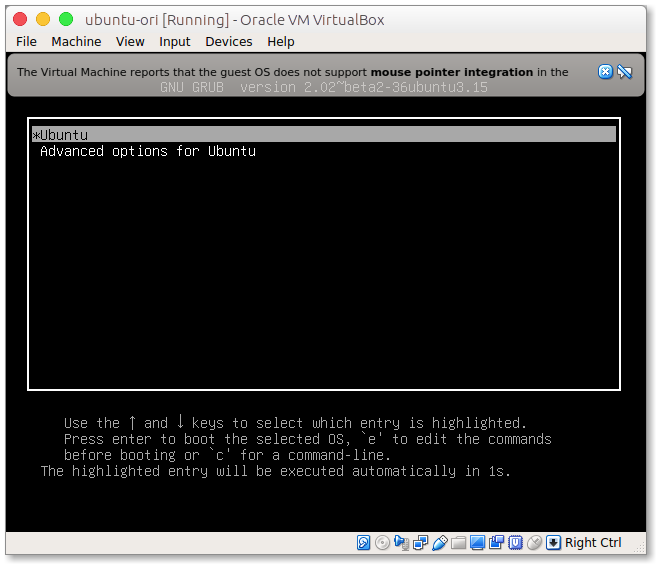 ubuntu-ori [Running] - Oracle VM VirtualBox
File Machine View Input Devices Help
The Virtual Machine reports that the guest OS does not support mouse pointer integration in the
GNU GRUB version 2.02~beta2-36ubuntu3.15
*Ubuntu
Advanced options for Ubuntu
Use the ↑ and ↓ keys to select which entry is highlighted.
Press enter to boot the selected OS, `e' to edit the commands
before booting or `c' for a command-line.
The highlighted entry will be executed automatically in 1s.
Right Ctrl